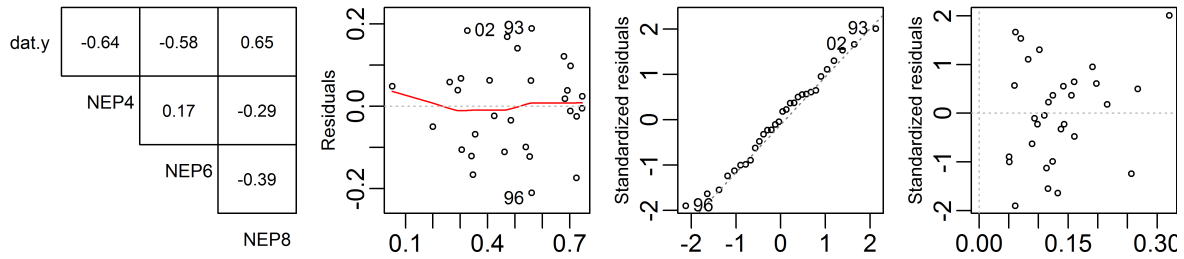 dat.y -0.64 -0.58 0.65
NEP4 0.17 -0.29
NEP6 -0.39
NEP8
Residuals
-0.2 0.0 0.2
02 93
96
0.1 0.4 0.7
Standardized residuals
-2 -1 0 1 2
93
02
96
-2 -1 0 1 2
Standardized residuals
-2 -1 0 1 2
0.00 0.15 0.30